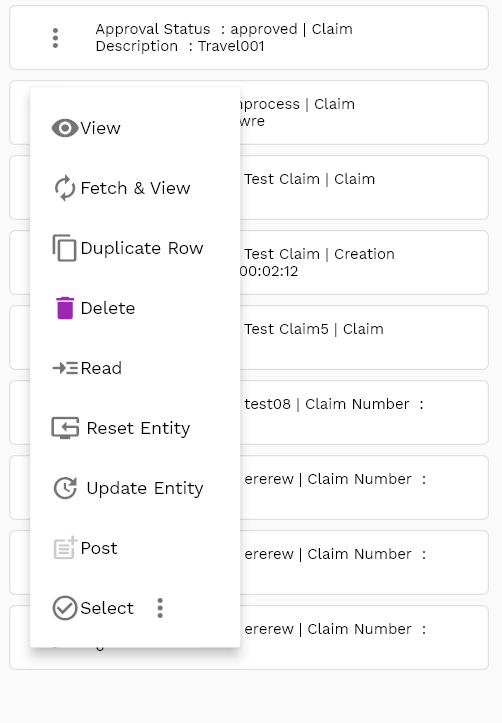 Approval Status : approved | Claim
Description : Travel001
process | Claim
wre
View
Test Claim | Claim
Fetch & View
Test Claim | Creation
00:02:12
Duplicate Row
Delete
Test Claim5 | Claim
Read
test08 | Claim Number :
Reset Entity
ererew | Claim Number :
Update Entity
ererew | Claim Number :
Post
Select
ererew | Claim Number :